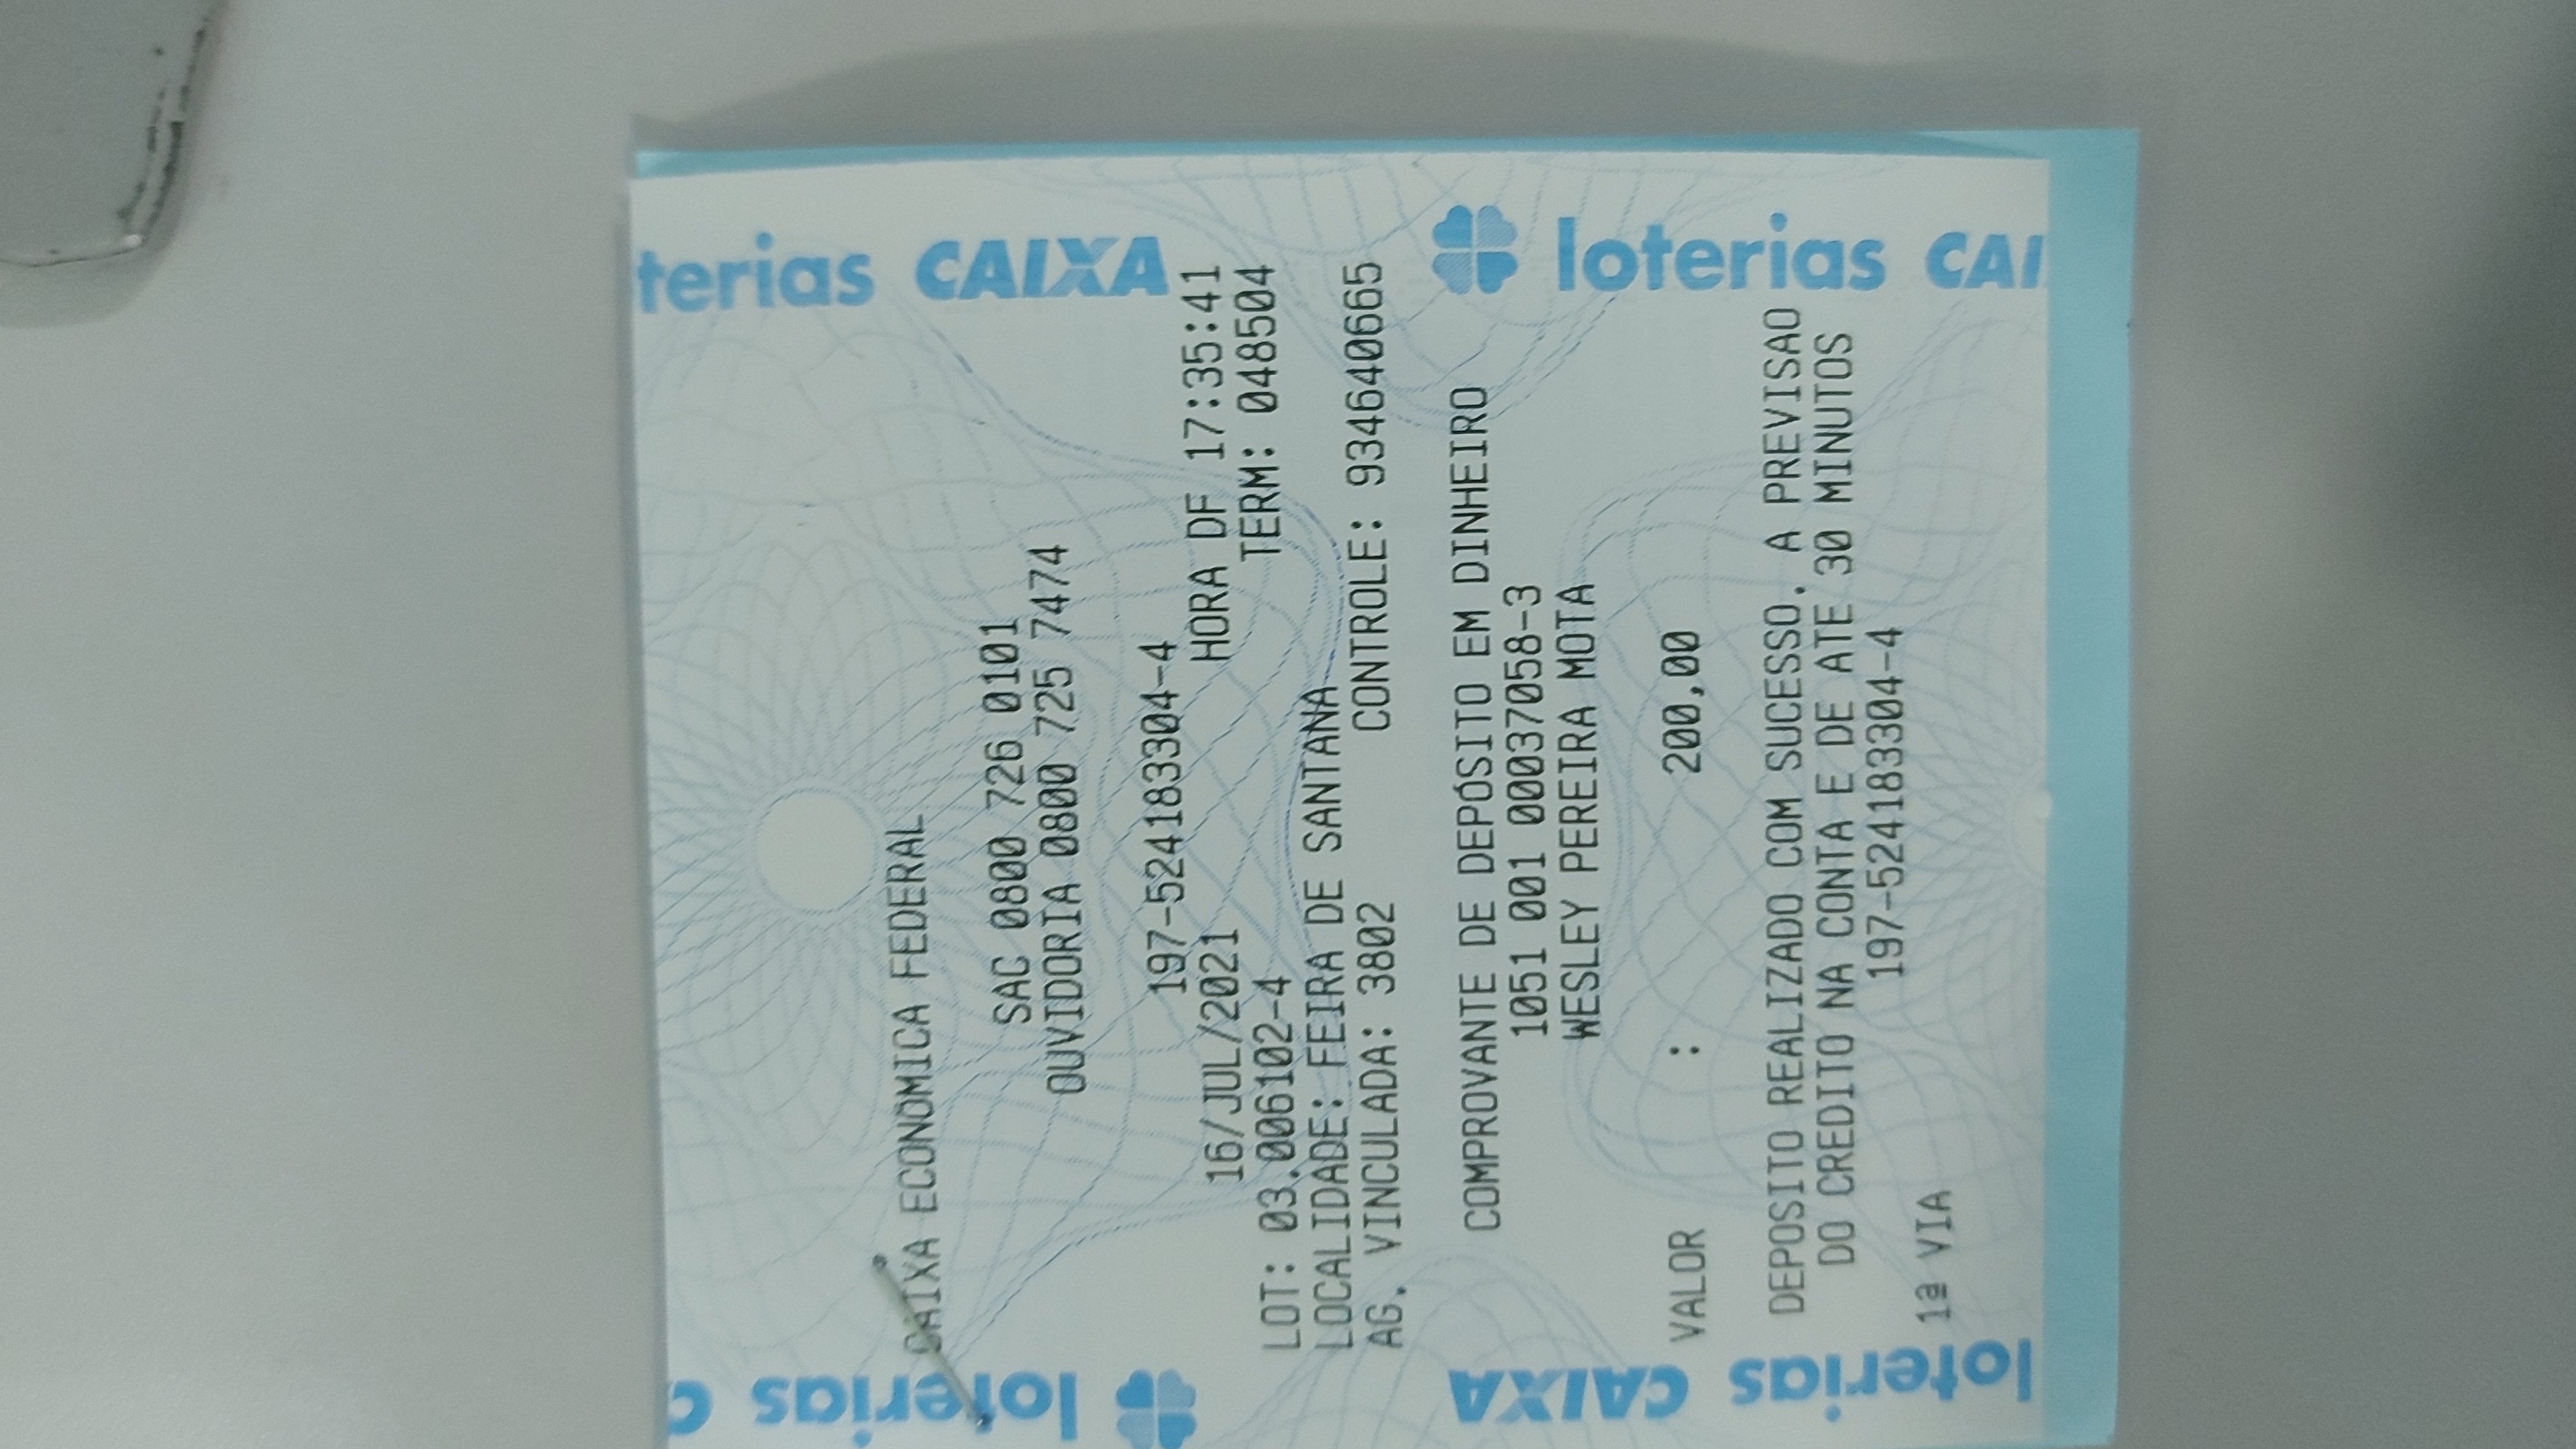 CAIXA ECONOMICA FEDERAL
SAC 0800 726 0101
OUVIDORIA 0800 725 7474
197-524183304-4
16/JUL/2021 HORA DF 17:35:41
LOT: 03.006102-4 TERM: 048504
LOCALIDADE: FEIRA DE SANTANA
AG. VINCULADA: 3802 CONTROLE: 934640665
COMPROVANTE DE DEPÓSITO EM DINHEIRO
1051 001 00037058-3
WESLEY PEREIRA MOTA
VALOR : 200,00
DEPOSITO REALIZADO COM SUCESSO. A PREVISAO
DO CREDITO NA CONTA E DE ATE 30 MINUTOS
197-524183304-4
1ª VIA
loterias CAIXA
loterias C
terias CAIXA
loterias CAI